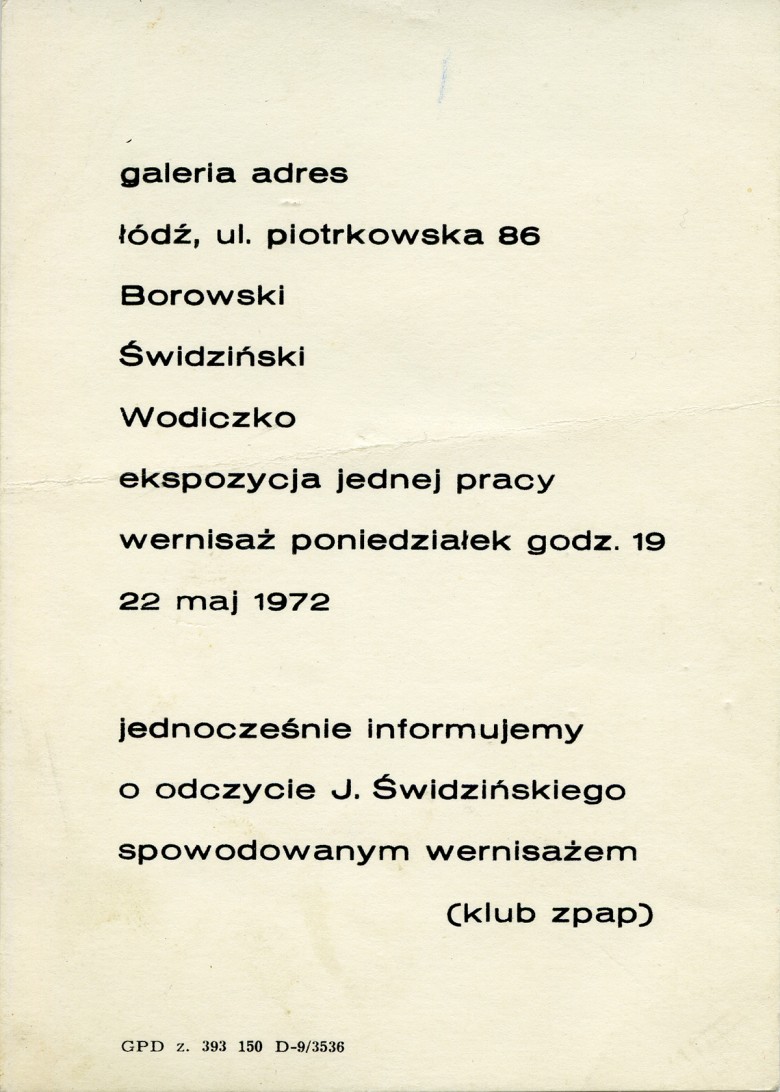 galeria adres
łódź, ul. piotrkowska 86
Borowski
Świdziński
Wodiczko
ekspozycja jednej pracy
wernisaż poniedziałek godz. 19
22 maj 1972
jednocześnie informujemy
o odczycie J. Świdzińskiego
spowodowanym wernisażem
(klub zpap)
GPD z. 393 150 D-9/3536